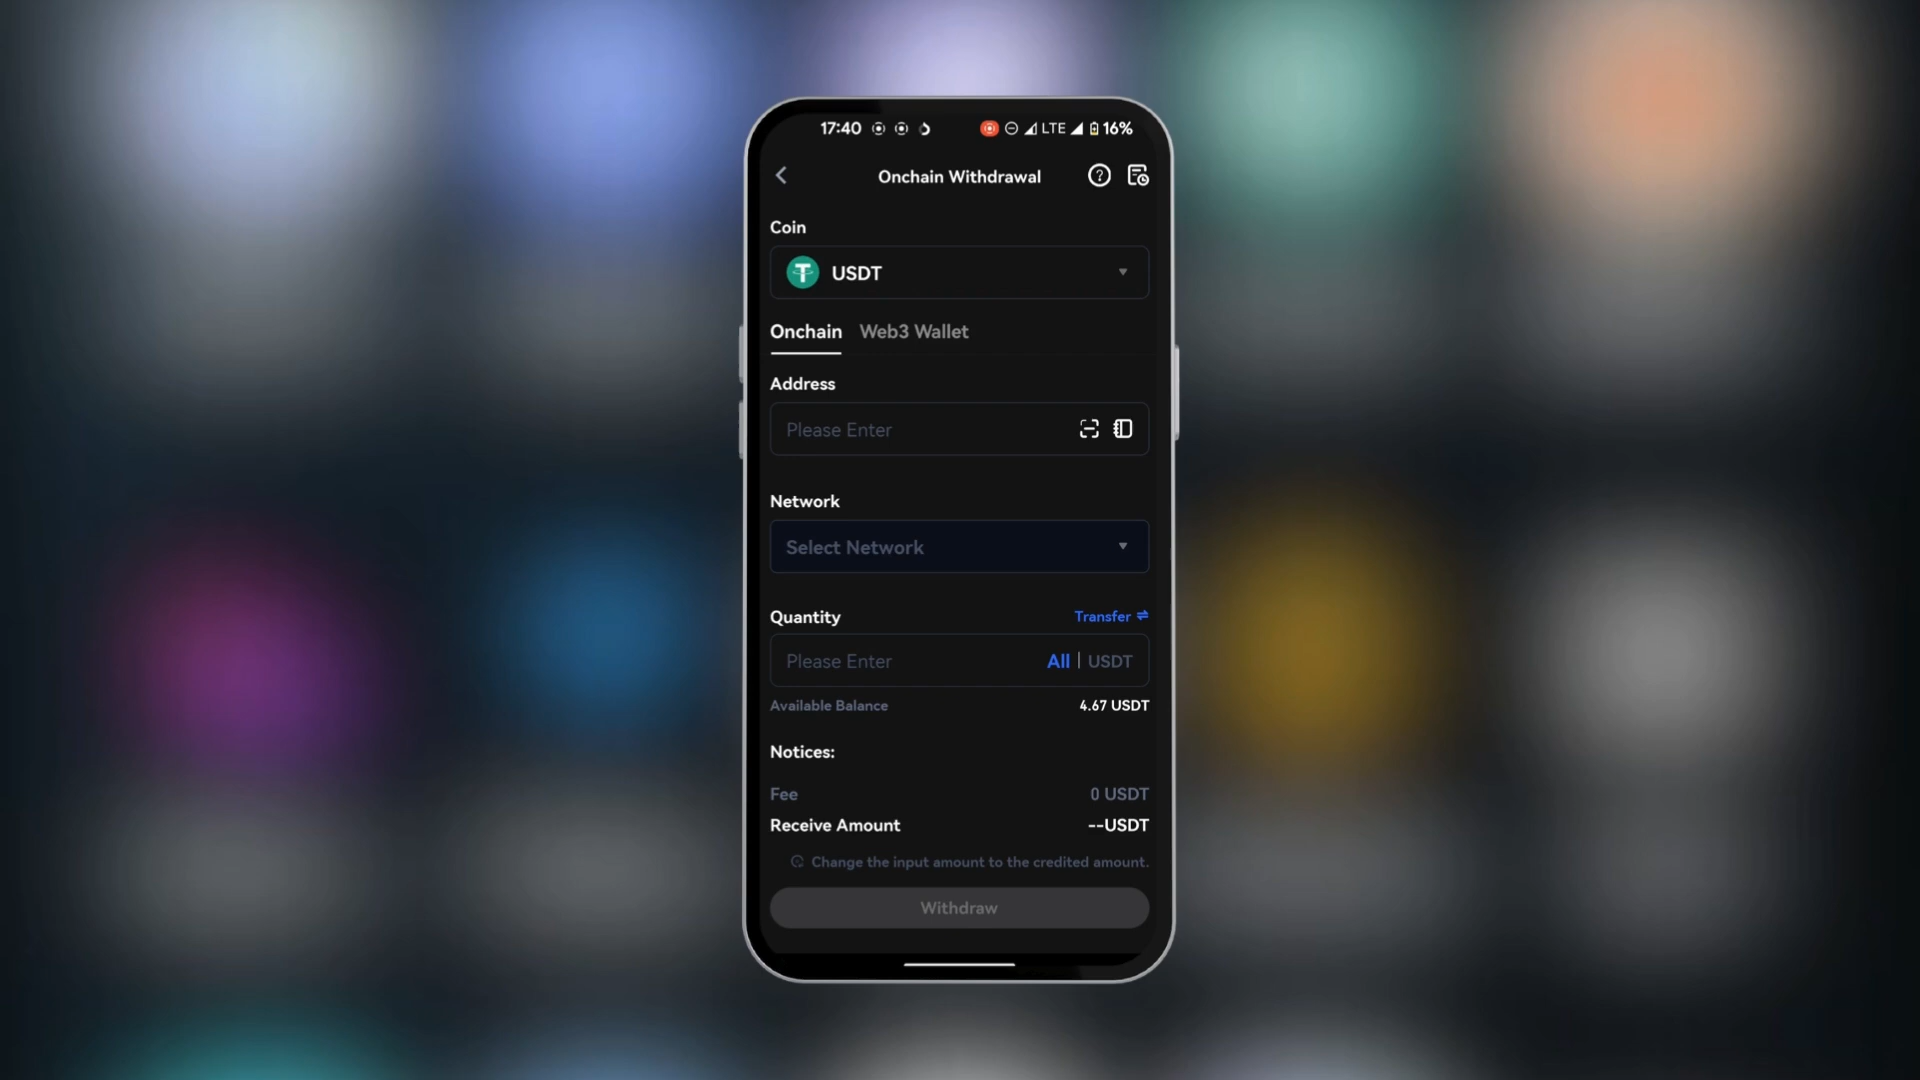 17:40 LTE 16%
Onchain Withdrawal
Coin
USDT
Onchain Web3 Wallet
Address
Please Enter
Network
Select Network
Quantity Transfer
Please Enter All | USDT
Available Balance 4.67 USDT
Notices:
Fee 0 USDT
Receive Amount --USDT
Change the input amount to the credited amount.
Withdraw